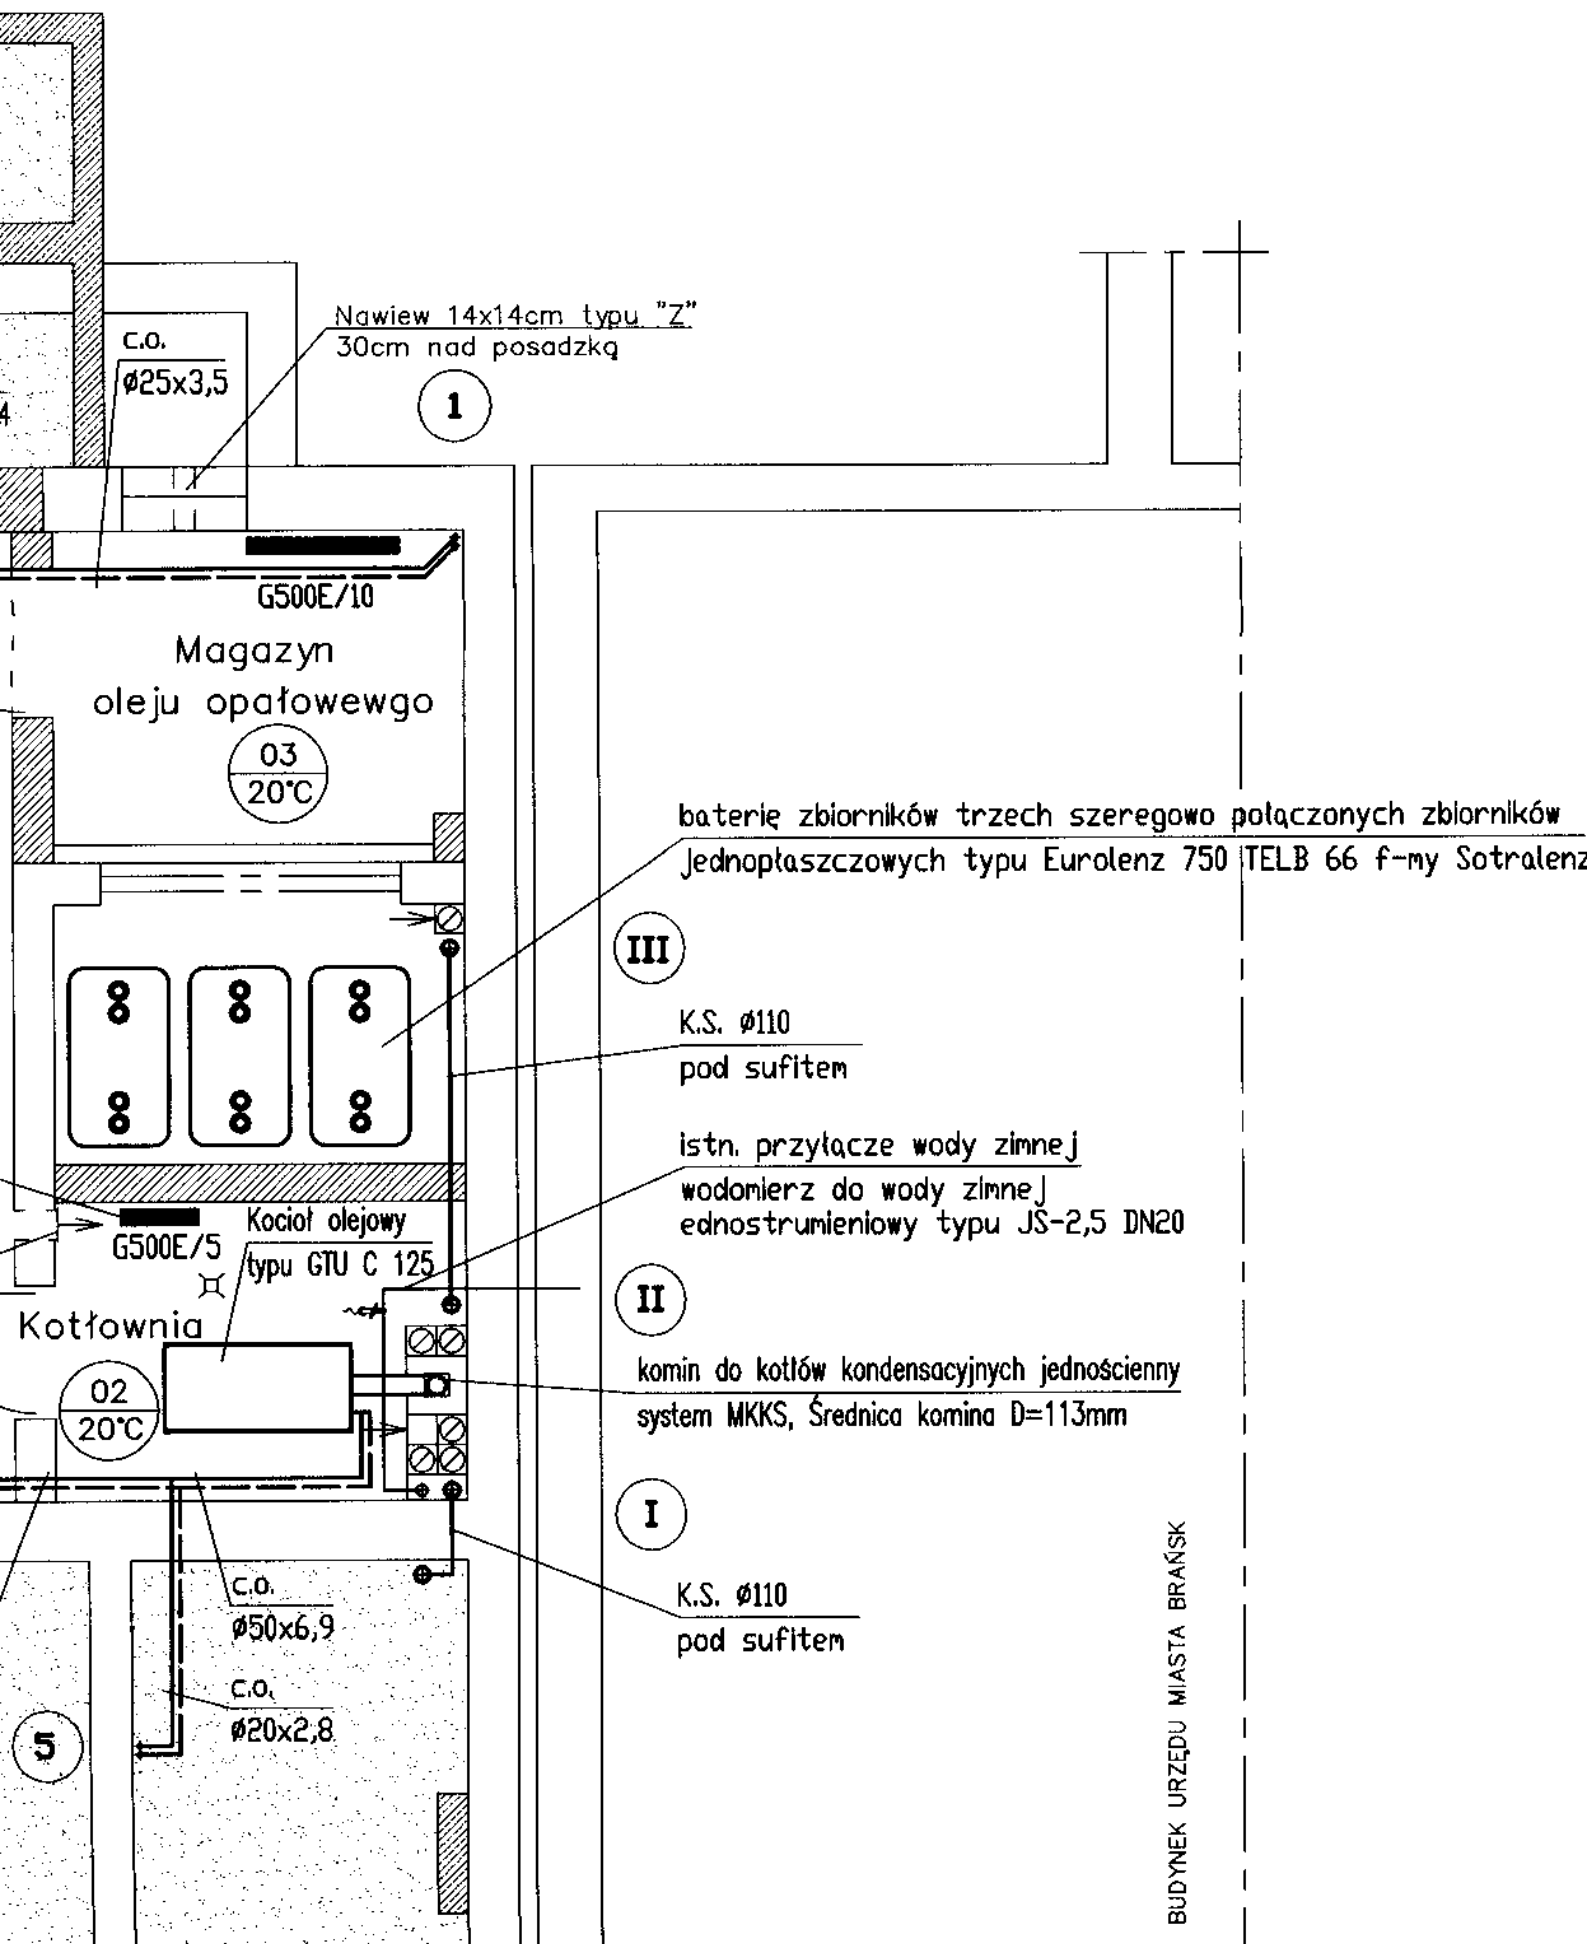 Nawiew 14x14cm typu "Z"
30cm nad posadzką
c.o.
ø25x3,5
1
4
G500E/10
Magazyn
oleju opałowewgo
03
20°C
baterię zbiorników trzech szeregowo połączonych zbiorników
jednopłaszczowych typu Eurolenz 750 TELB 66 f-my Sotralenz
III
K.S. ø110
pod sufitem
istn. przyłącze wody zimnej
wodomierz do wody zimnej
ednostrumieniowy typu JS-2,5 DN20
G500E/5
Kocioł olejowy
typu GTU C 125
II
Kotłownia
02
20°C
komin do kotłów kondensacyjnych jednościenny
system MKKS, Średnica komina D=113mm
I
K.S. ø110
pod sufitem
c.o.
ø50x6,9
c.o.
ø20x2,8
5
BUDYNEK URZĘDU MIASTA BRAŃSK